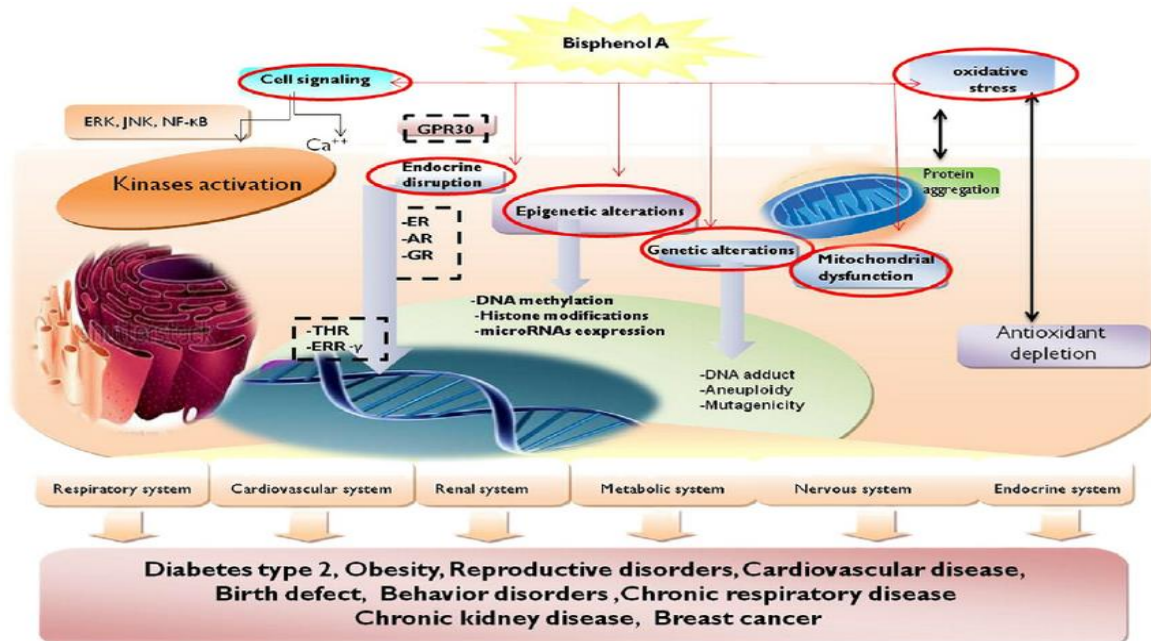 Bisphenol A
Cell signaling
oxidative
stress
ERK, JNK, NF-κB
Ca++
GPR30
Kinases activation
Endocrine
disruption
Protein
aggregation
-ER
-AR
-GR
Epigenetic alterations
Genetic alterations
Mitochondrial
dysfunction
-DNA methylation
-Histone modifications
-microRNAs eexpression
-THR
-ERR -γ
Antioxidant
depletion
-DNA adduct
-Aneuploidy
-Mutagenicity
Respiratory system
Cardiovascular system
Renal system
Metabolic system
Nervous system
Endocrine system
Diabetes type 2, Obesity, Reproductive disorders, Cardiovascular disease,
Birth defect, Behavior disorders ,Chronic respiratory disease
Chronic kidney disease, Breast cancer